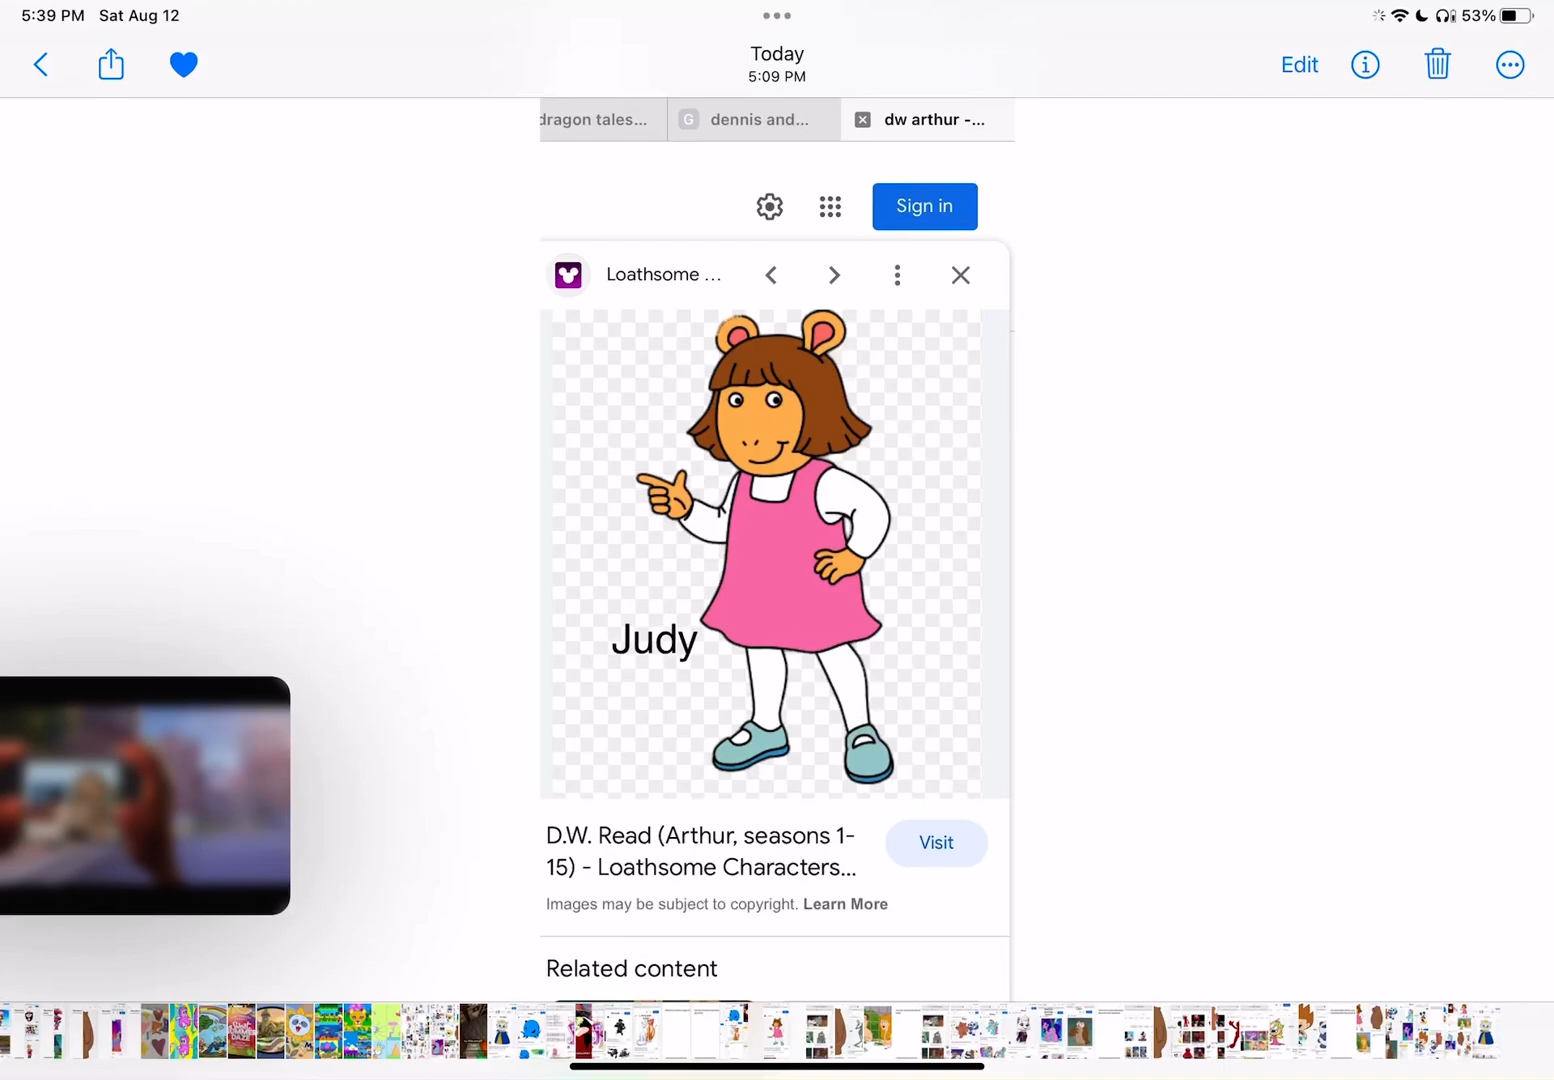 5:39 PM Sat Aug 12
53%
Today
5:09 PM
Edit
dragon tales...
G dennis and...
dw arthur -...
Sign in
Loathsome ...
Judy
D.W. Read (Arthur, seasons 1-
15) - Loathsome Characters...
Visit
Images may be subject to copyright. Learn More
Related content